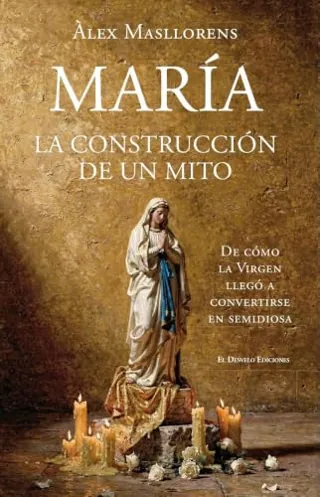 Àlex Masllorens
MARÍA
LA CONSTRUCCIÓN
DE UN MITO
De cómo
la Virgen
llegó a
convertirse
en semidiosa
El Desvelo Ediciones